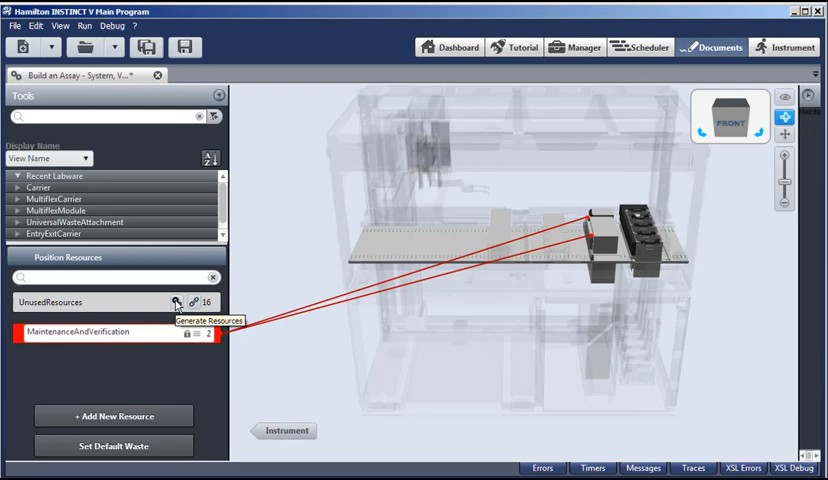 Hamilton INSTINCT V Main Program
File Edit View Run Debug ?
Dashboard Tutorial Manager Scheduler Documents Instrument
Build an Assay - System, V...*
Tools
Display Name
View Name
Recent Labware
Carrier
MultiflexCarrier
MultiflexModule
UniversalWasteAttachment
EntryExitCarrier
Position Resources
UnusedResources 16
Generate Resources
MaintenanceAndVerification 2
+ Add New Resource
Set Default Waste
FRONT
Instrument
Errors Timers Messages Traces XSL Errors XSL Debug